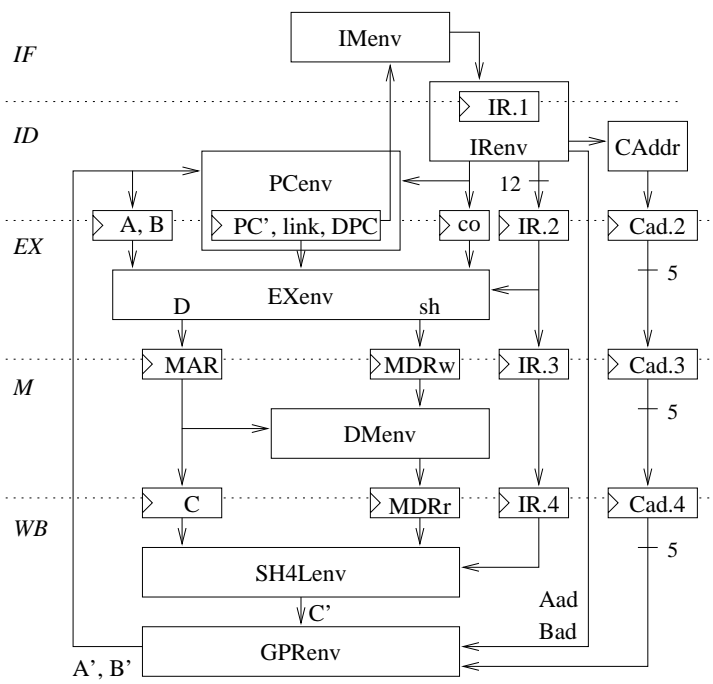 IF
IMenv
IR.1
ID
IRenv
CAddr
PCenv
12
A, B
PC', link, DPC
co
IR.2
Cad.2
EX
5
EXenv
D
sh
MAR
MDRw
IR.3
Cad.3
M
5
DMenv
C
MDRr
IR.4
Cad.4
WB
5
SH4Lenv
C'
Aad
Bad
GPRenv
A', B'